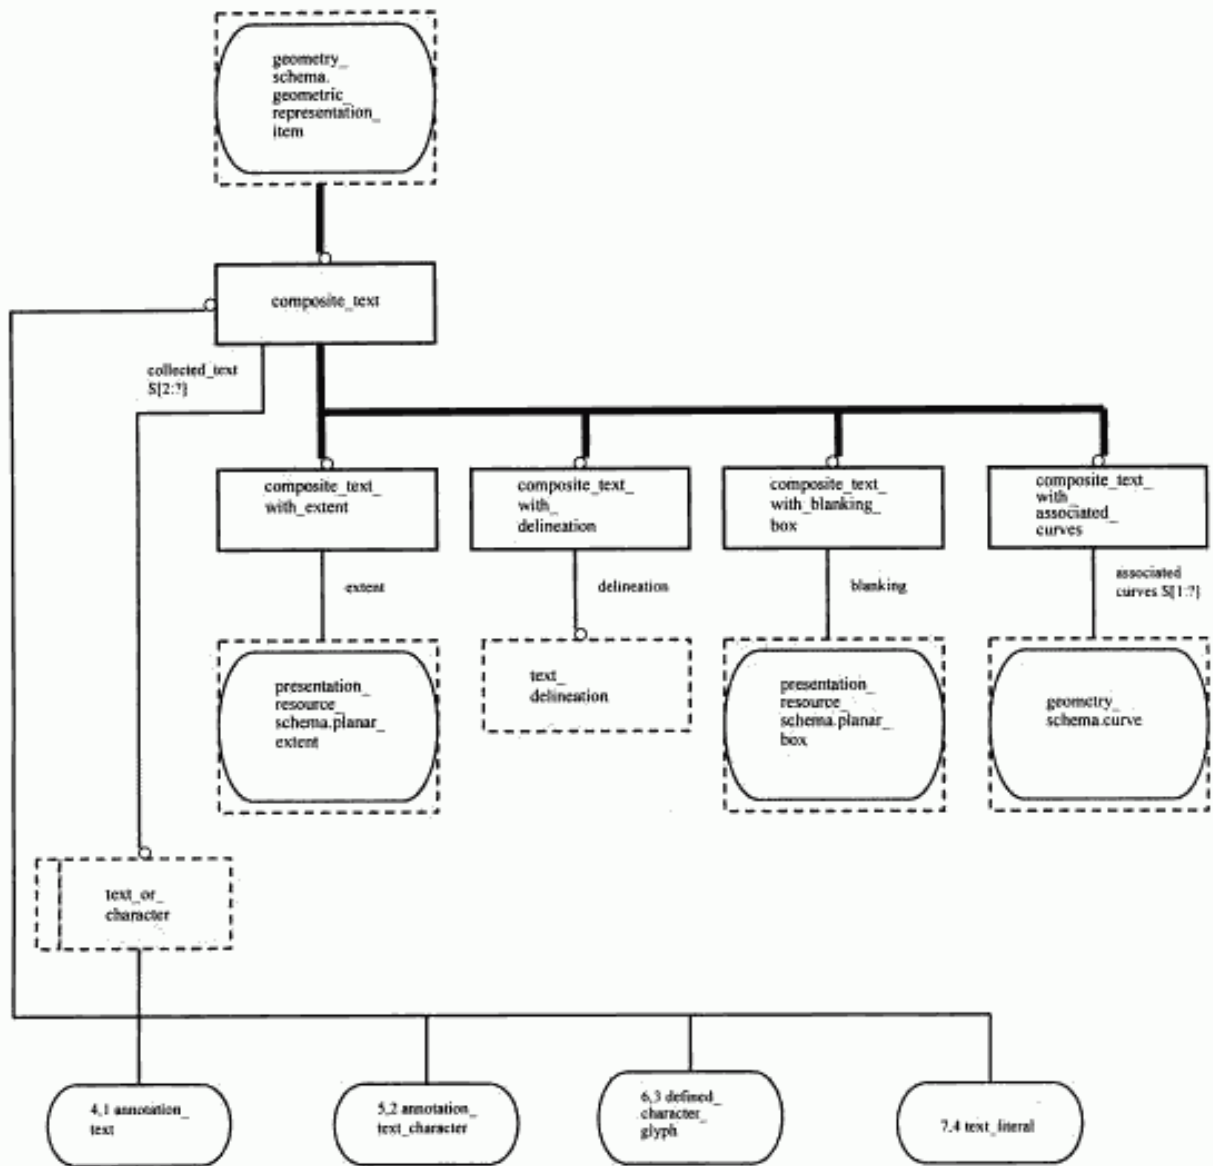 geometry_
schema.
geometric_
representation_
item
composite_text
collected_text
S[2:?]
composite_text_
with_extent
composite_text_
with_
delineation
composite_text_
with_blanking_
box
composite_text_
with_
associated_
curves
extent
delineation
blanking
associated
curves S[1:?]
presentation_
resource_
schema.planar_
extent
text_
delineation
presentation_
resource_
schema.planar_
box
geometry_
schema.curve
text_or_
character
4,1 annotation_
text
5,2 annotation_
text_character
6,3 defined_
character_
glyph
7,4 text_literal